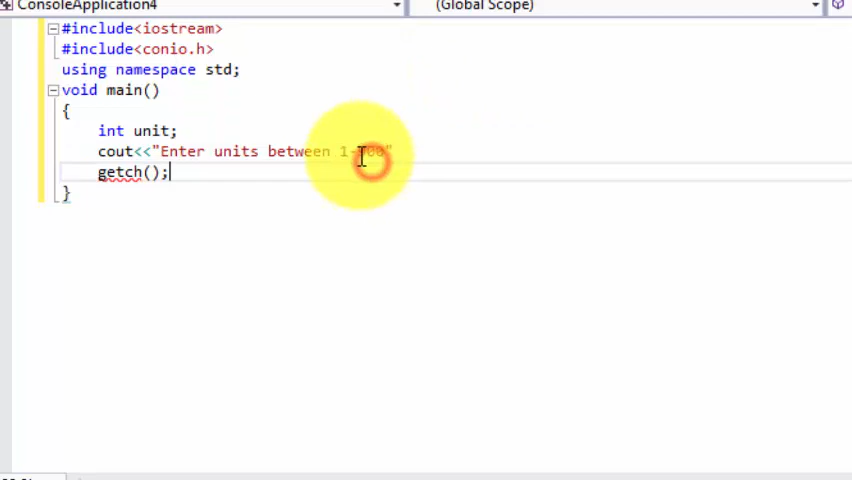 ConsoleApplication4 (Global Scope)
#include<iostream>
#include<conio.h>
using namespace std;
void main()
{
int unit;
cout<<"Enter units between 1-
getch();
}